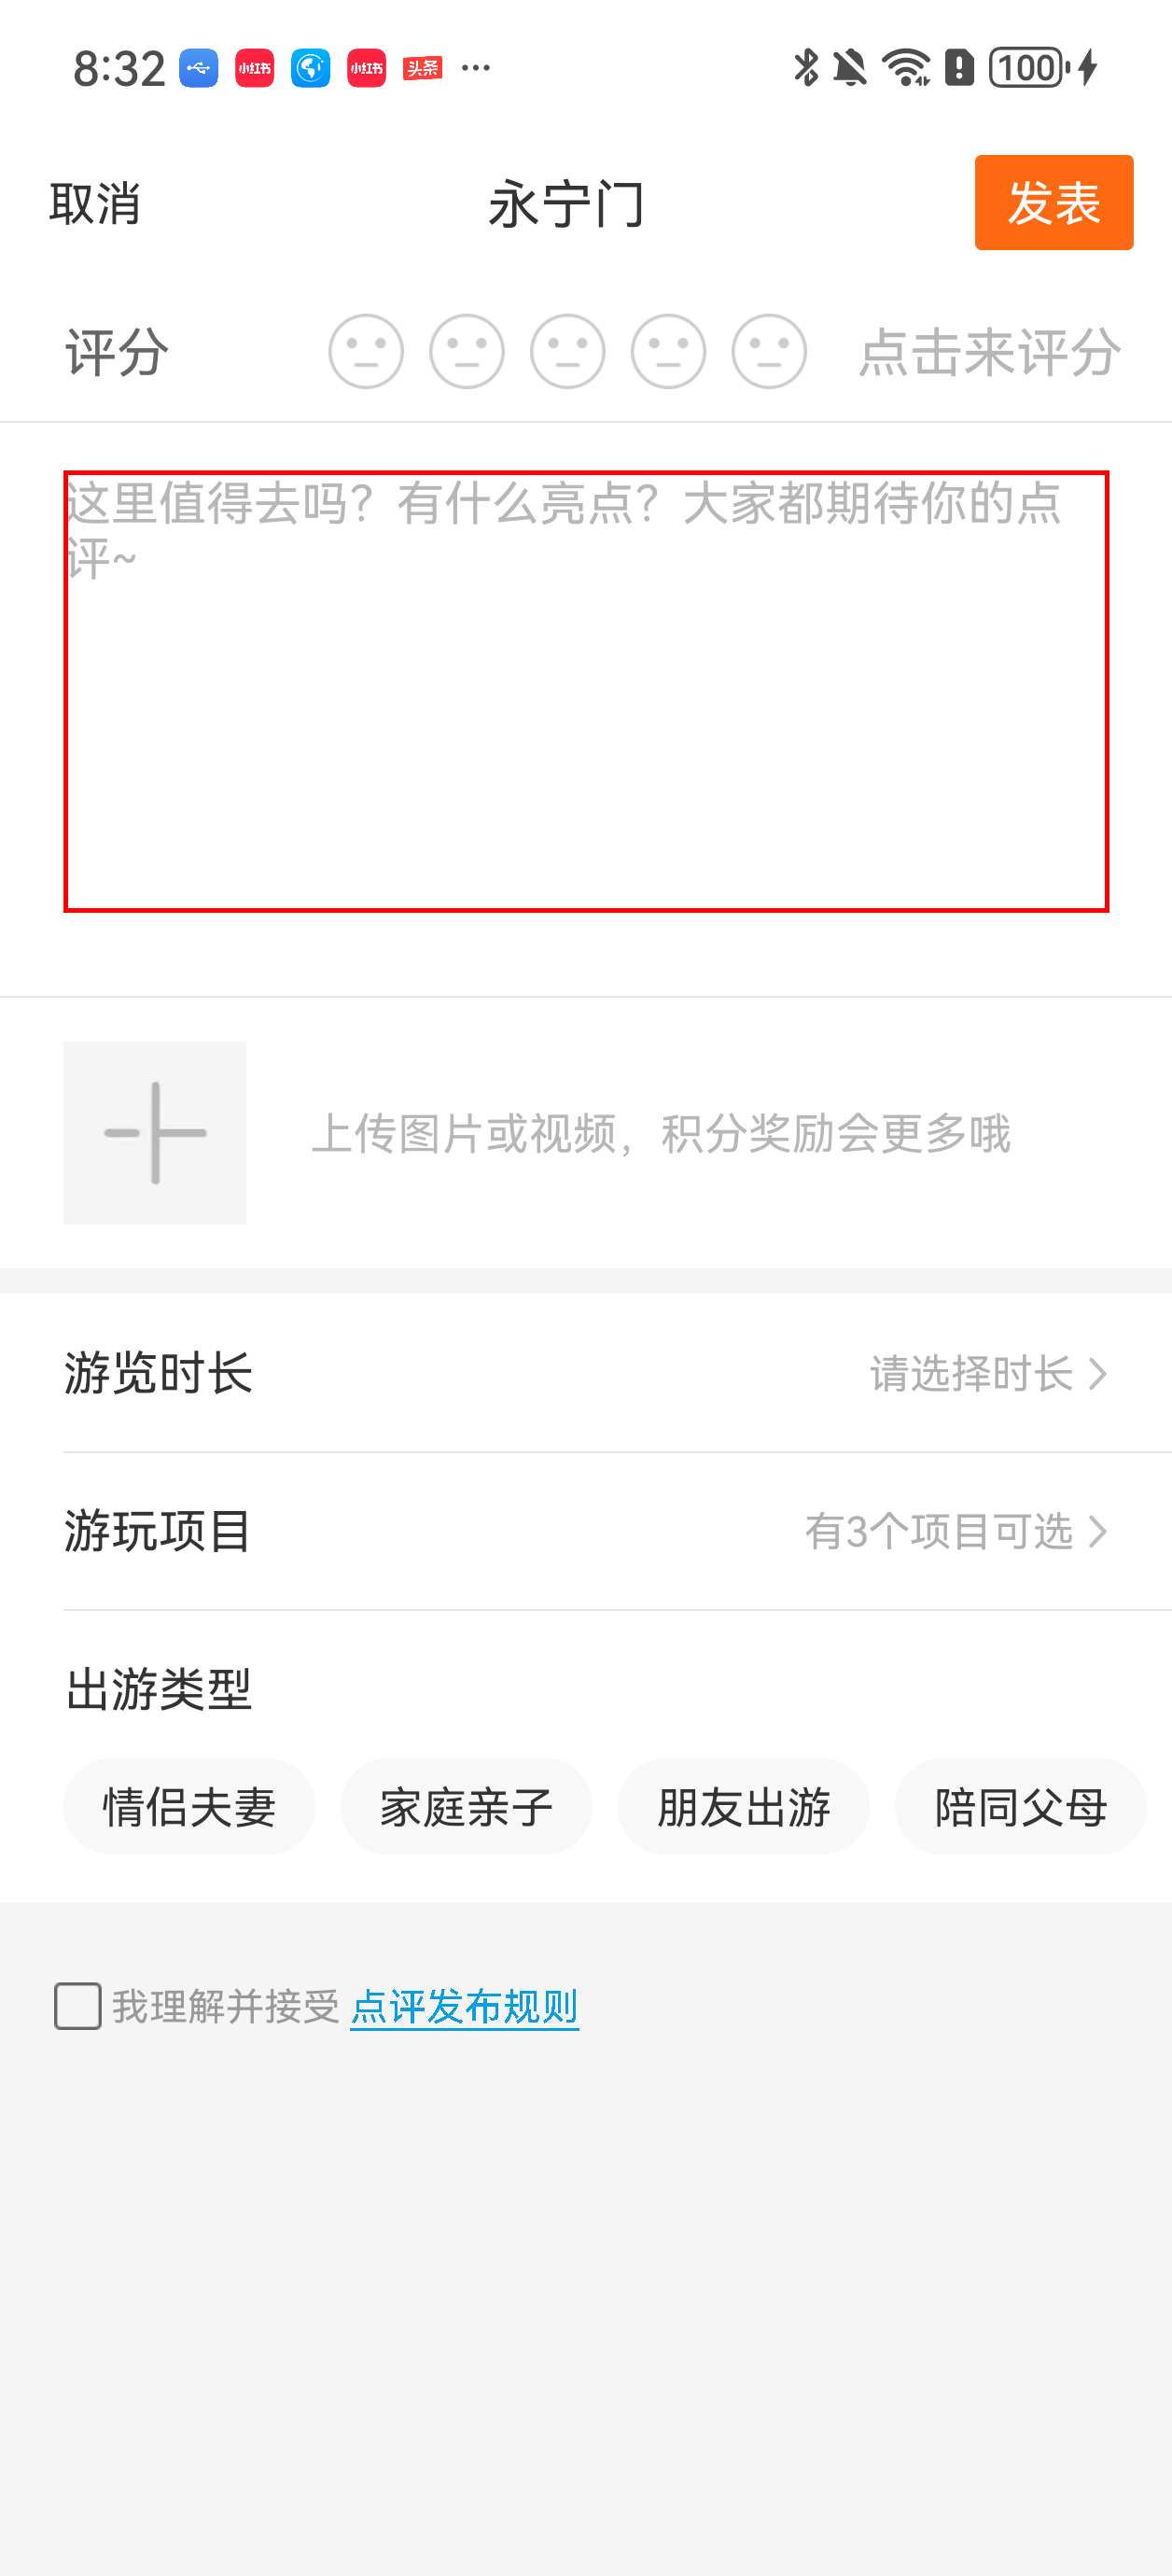 8:32 小红书 小红书 头条 ··· 100
取消 永宁门 发表
评分 点击来评分
这里值得去吗？有什么亮点？大家都期待你的点
评~
上传图片或视频，积分奖励会更多哦
游览时长 请选择时长
游玩项目 有3个项目可选
出游类型
情侣夫妻 家庭亲子 朋友出游 陪同父母
我理解并接受 点评发布规则